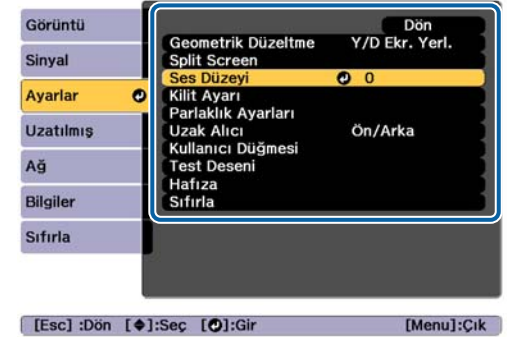 Görüntü
Sinyal
Ayarlar
Uzatılmış
Ağ
Bilgiler
Sıfırla
Dön
Geometrik Düzeltme Y/D Ekr. Yerl.
Split Screen
Ses Düzeyi 0
Kilit Ayarı
Parlaklık Ayarları
Uzak Alıcı Ön/Arka
Kullanıcı Düğmesi
Test Deseni
Hafıza
Sıfırla
[Esc] :Dön [ ]:Seç [ ]:Gir [Menu]:Çık